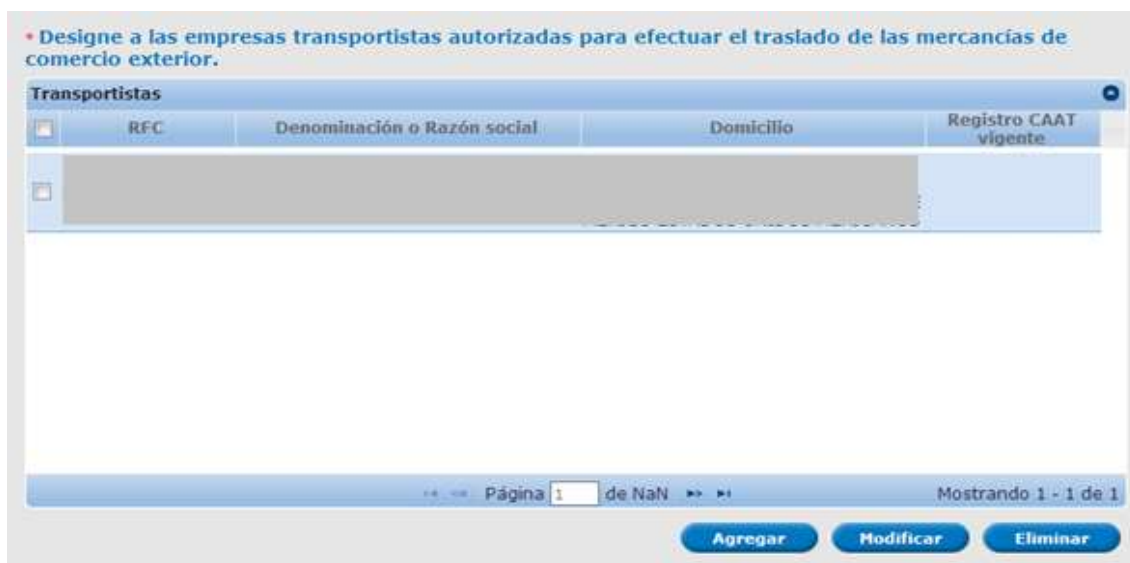 * Designe a las empresas transportistas autorizadas para efectuar el traslado de las mercancías de
comercio exterior.
Transportistas
RFC Denominación o Razón social Domicilio Registro CAAT
vigente
Página 1 de NaN Mostrando 1 - 1 de 1
Agregar Modificar Eliminar